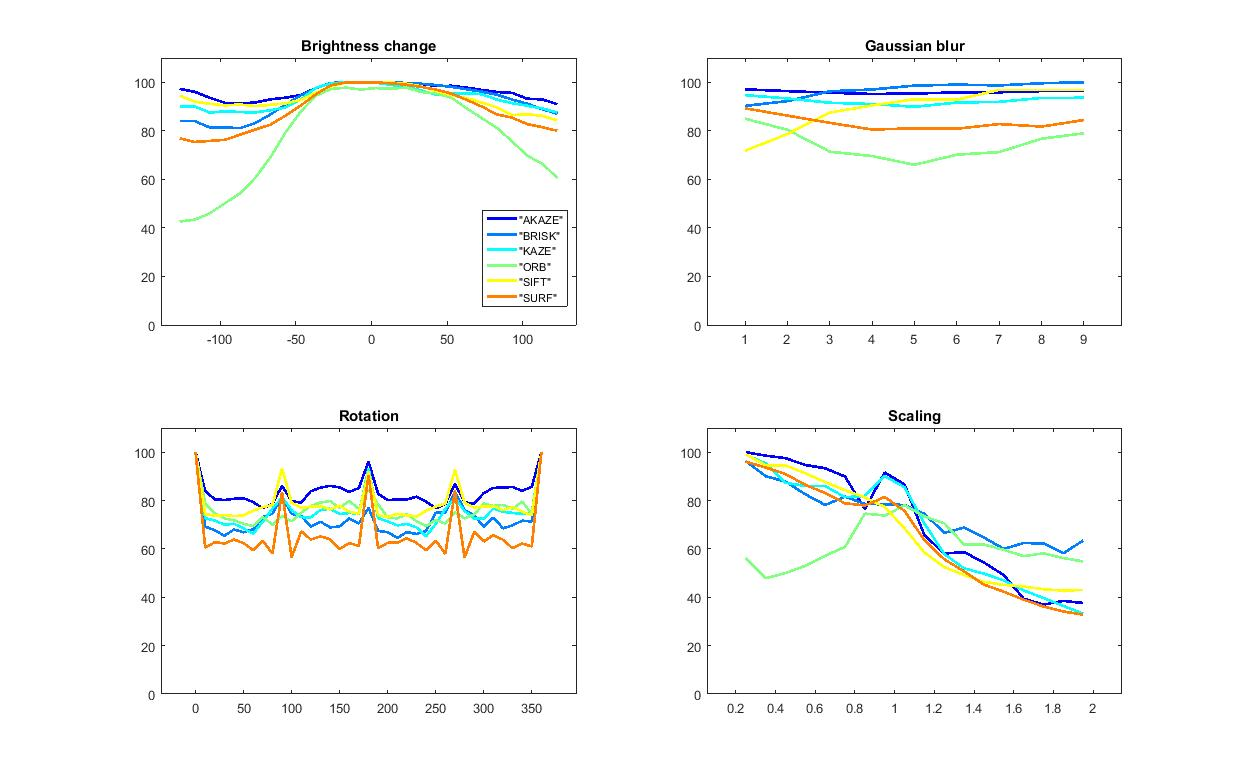 Brightness change
100
80
60
40
20
0
-100 -50 0 50 100
"AKAZE"
"BRISK"
"KAZE"
"ORB"
"SIFT"
"SURF"
Gaussian blur
100
80
60
40
20
0
1 2 3 4 5 6 7 8 9
Rotation
100
80
60
40
20
0
0 50 100 150 200 250 300 350
Scaling
100
80
60
40
20
0
0.2 0.4 0.6 0.8 1 1.2 1.4 1.6 1.8 2